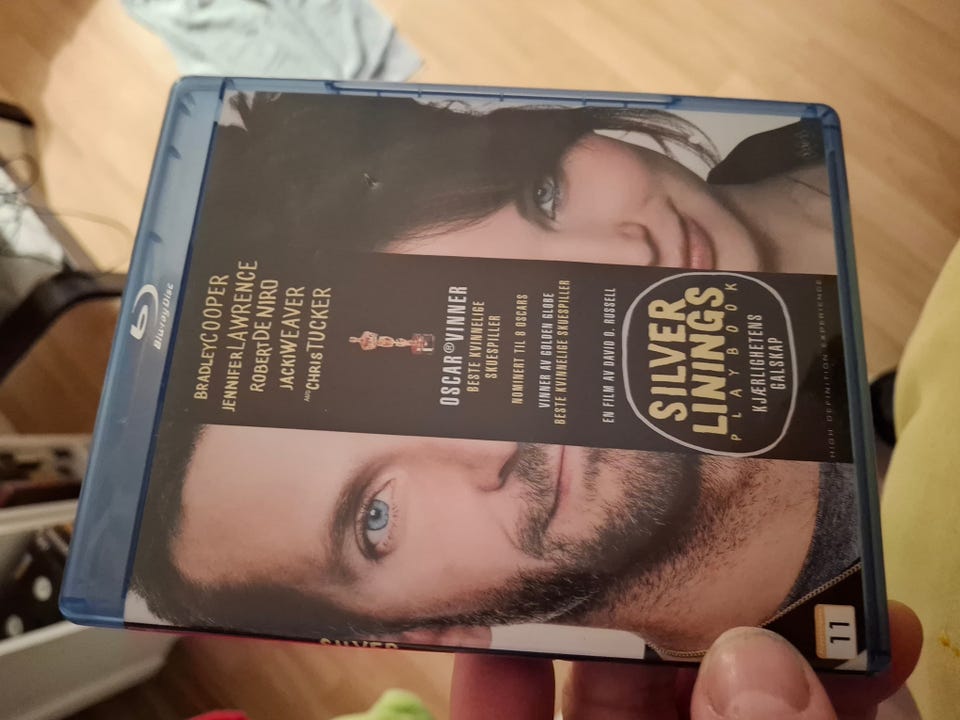 Blu-ray Disc
BRADLEY COOPER
JENNIFER LAWRENCE
ROBERT DE NIRO
JACKI WEAVER
AND CHRIS TUCKER
OSCAR® VINNER
BESTE KVINNELIGE
SKUESPILLER
NOMINERT TIL 8 OSCARS
VINNER AV GOLDEN GLOBE
BESTE KVINNELIGE SKUESPILLER
EN FILM AV DAVID O. RUSSELL
SILVER
LININGS
PLAYBOOK
KJÆRLIGHETENS
GALSKAP
HIGH DEFINITION EXPERIENCE
11
SILVER